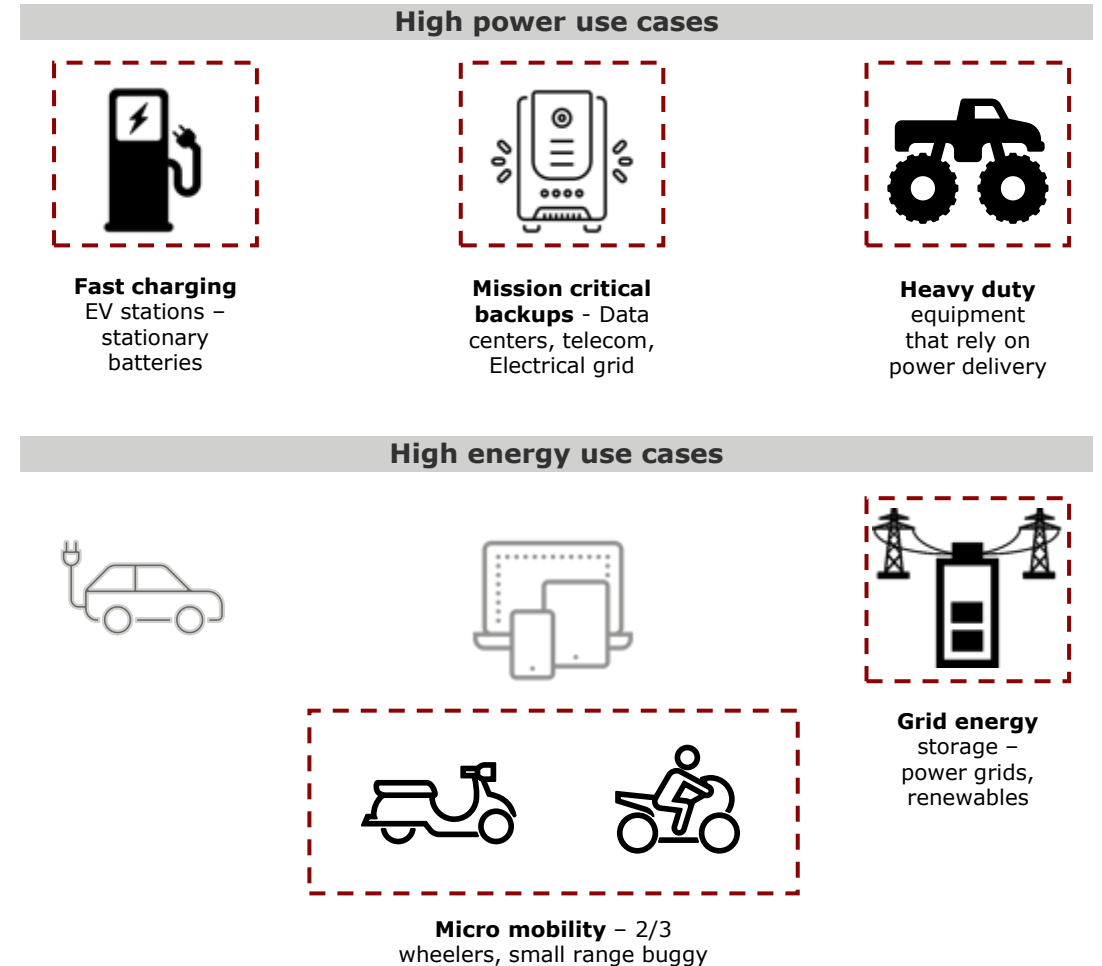 High power use cases
Fast charging
EV stations –
stationary
batteries
Mission critical
backups - Data
centers, telecom,
Electrical grid
Heavy duty
equipment
that rely on
power delivery
High energy use cases
Grid energy
storage –
power grids,
renewables
Micro mobility – 2/3
wheelers, small range buggy